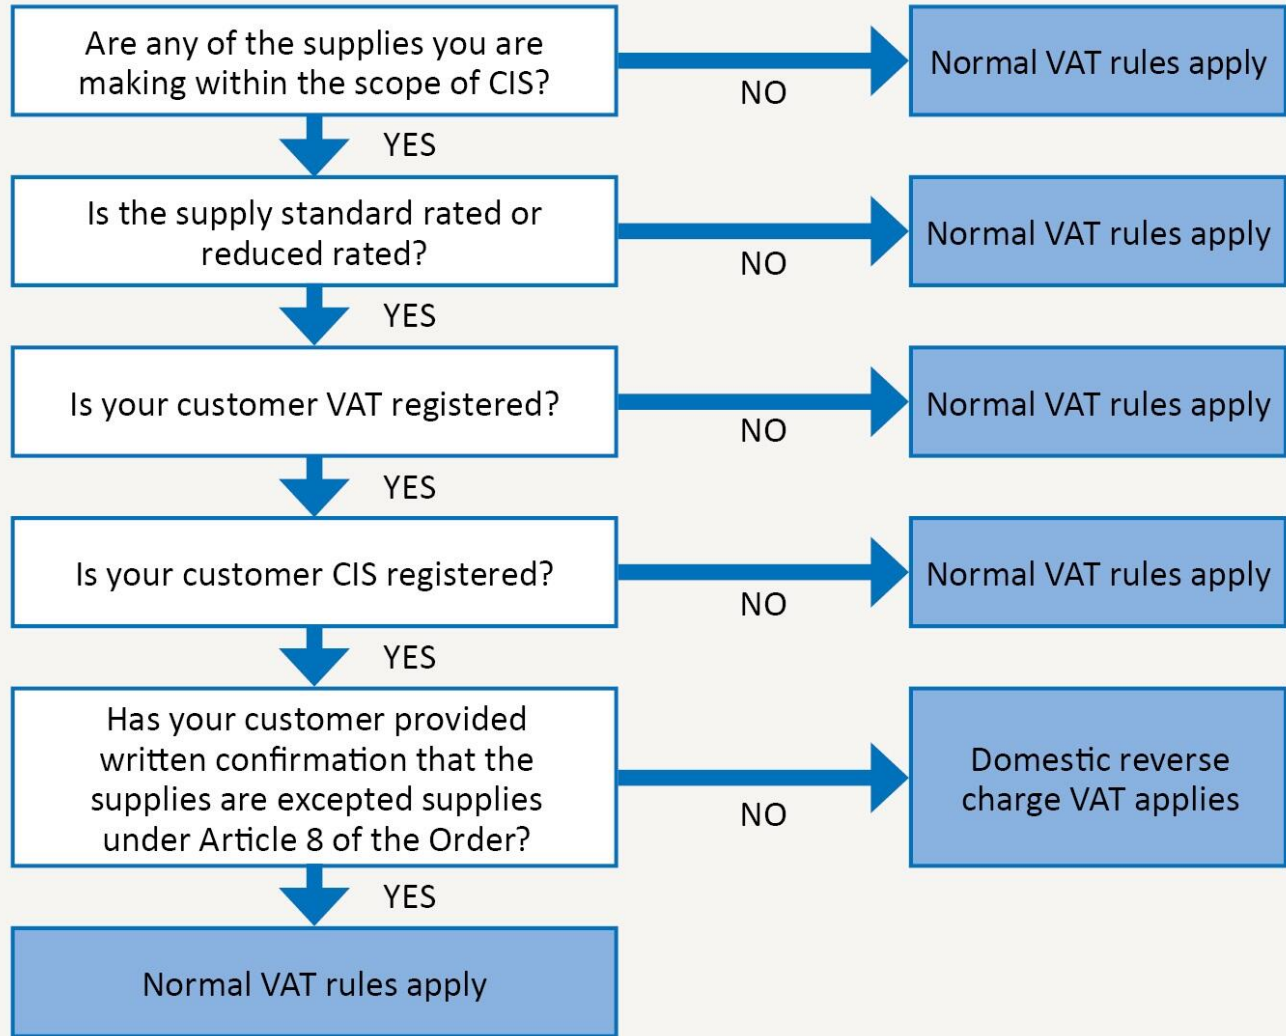 Are any of the supplies you are
making within the scope of CIS?
NO
Normal VAT rules apply
YES
Is the supply standard rated or
reduced rated?
NO
Normal VAT rules apply
YES
Is your customer VAT registered?
NO
Normal VAT rules apply
YES
Is your customer CIS registered?
NO
Normal VAT rules apply
YES
Has your customer provided
written confirmation that the
supplies are excepted supplies
under Article 8 of the Order?
NO
Domestic reverse
charge VAT applies
YES
Normal VAT rules apply